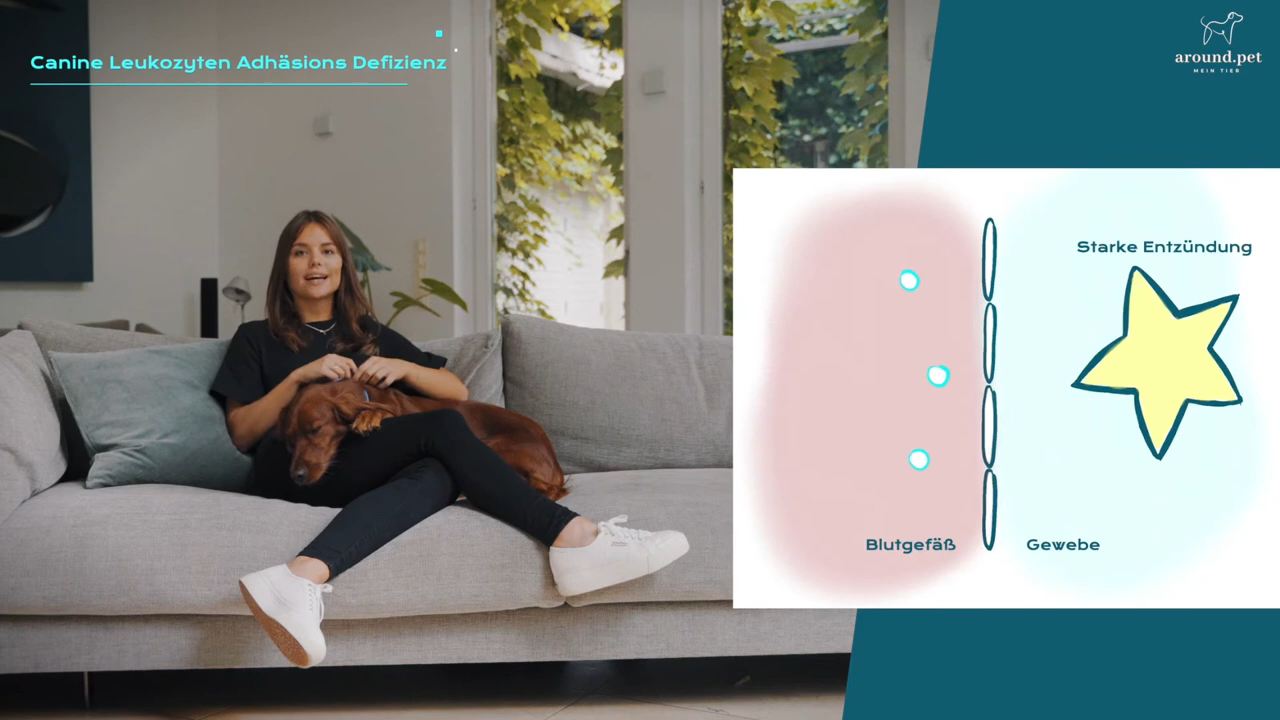 Canine Leukozyten Adhäsions Defizienz
around.pet
MEIN TIER
Starke Entzündung
Blutgefäß
Gewebe